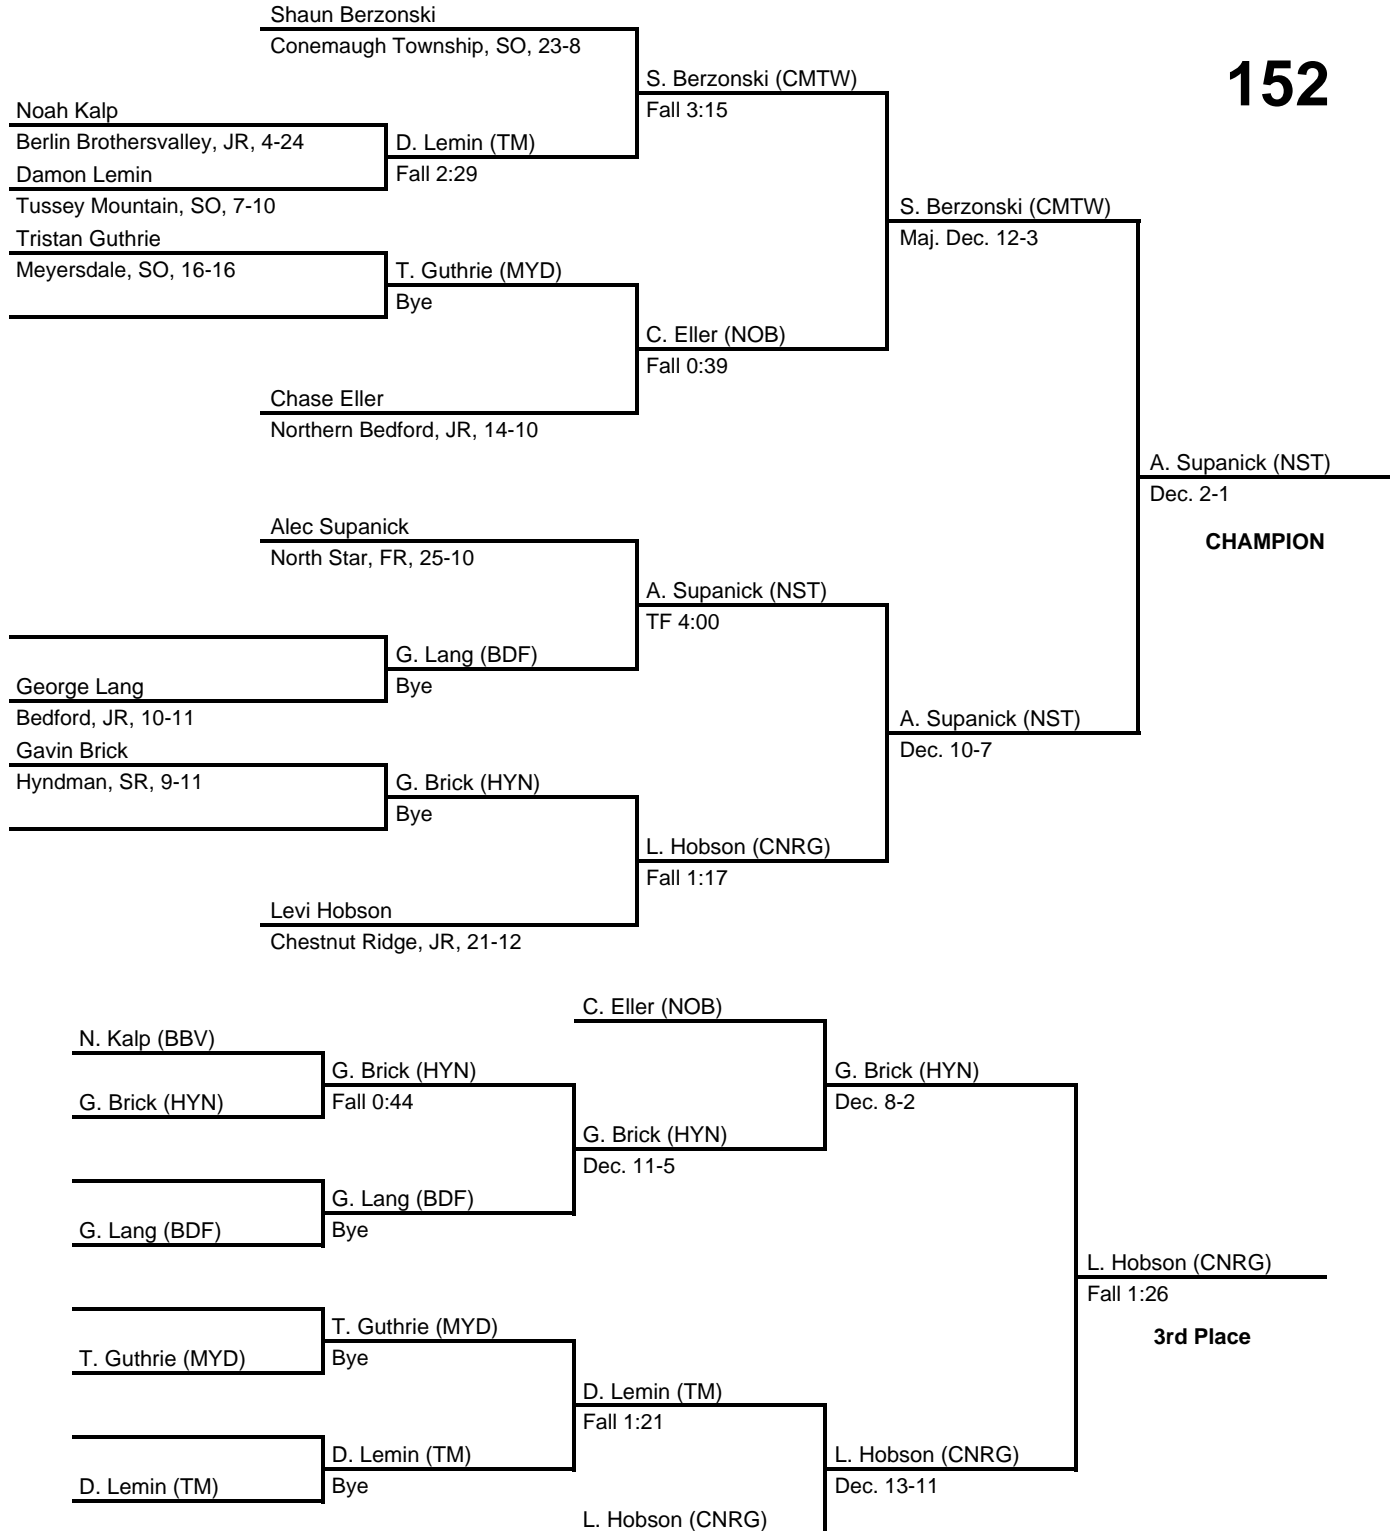 Shaun Berzonski
Conemaugh Township, SO, 23-8
152
S. Berzonski (CMTW)
Fall 3:15
Noah Kalp
Berlin Brothersvalley, JR, 4-24
D. Lemin (TM)
Fall 2:29
Damon Lemin
Tussey Mountain, SO, 7-10
S. Berzonski (CMTW)
Maj. Dec. 12-3
Tristan Guthrie
Meyersdale, SO, 16-16
T. Guthrie (MYD)
Bye
C. Eller (NOB)
Fall 0:39
Chase Eller
Northern Bedford, JR, 14-10
A. Supanick (NST)
Dec. 2-1
CHAMPION
Alec Supanick
North Star, FR, 25-10
A. Supanick (NST)
TF 4:00
G. Lang (BDF)
Bye
George Lang
Bedford, JR, 10-11
A. Supanick (NST)
Dec. 10-7
Gavin Brick
Hyndman, SR, 9-11
G. Brick (HYN)
Bye
L. Hobson (CNRG)
Fall 1:17
Levi Hobson
Chestnut Ridge, JR, 21-12
C. Eller (NOB)
N. Kalp (BBV)
G. Brick (HYN)
Fall 0:44
G. Brick (HYN)
G. Brick (HYN)
Dec. 8-2
G. Brick (HYN)
Dec. 11-5
G. Lang (BDF)
Bye
G. Lang (BDF)
L. Hobson (CNRG)
Fall 1:26
3rd Place
T. Guthrie (MYD)
Bye
T. Guthrie (MYD)
D. Lemin (TM)
Fall 1:21
D. Lemin (TM)
Bye
D. Lemin (TM)
L. Hobson (CNRG)
Dec. 13-11
L. Hobson (CNRG)